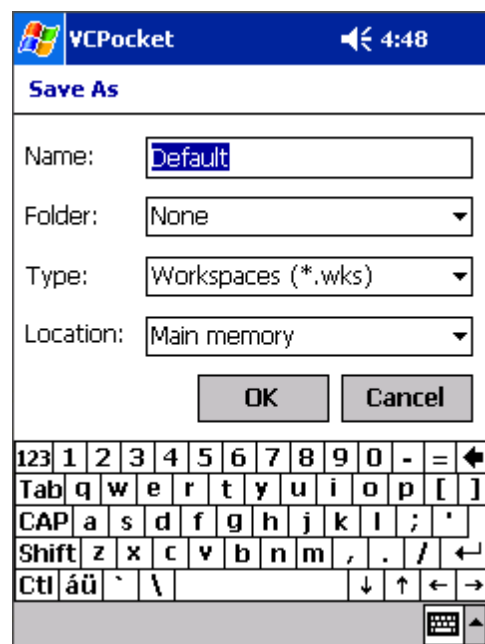 VCPocket 4:48
Save As
Name: Default
Folder: None
Type: Workspaces (*.wks)
Location: Main memory
OK Cancel
123 1 2 3 4 5 6 7 8 9 0 - =
Tab q w e r t y u i o p [ ]
CAP a s d f g h j k l ; '
Shift z x c v b n m , . /
Ctl áü ` \